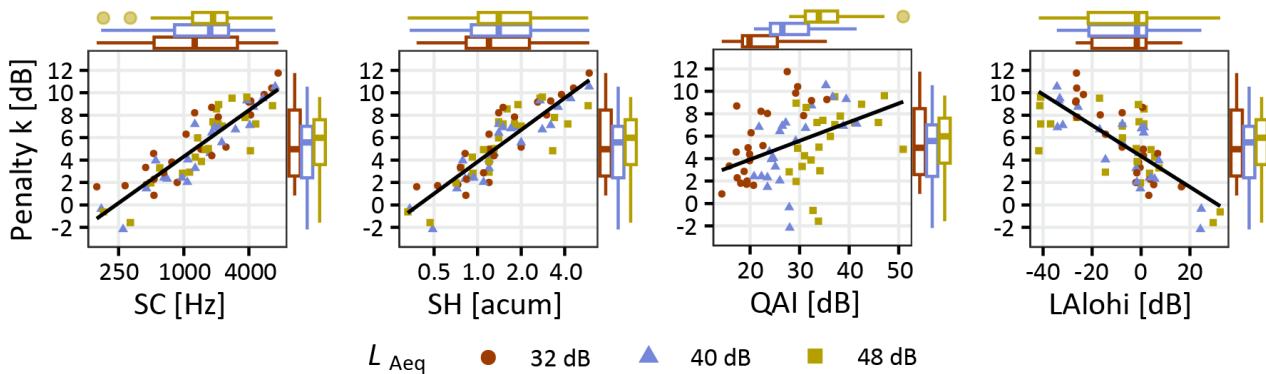 Penalty k [dB]
12 10 8 6 4 2 0 -2
250 1000 4000
SC [Hz]
12 10 8 6 4 2 0 -2
0.5 1.0 2.0 4.0
SH [acum]
12 10 8 6 4 2 0 -2
20 30 40 50
QAI [dB]
12 10 8 6 4 2 0 -2
-40 -20 0 20
LAlohi [dB]
L Aeq 32 dB 40 dB 48 dB